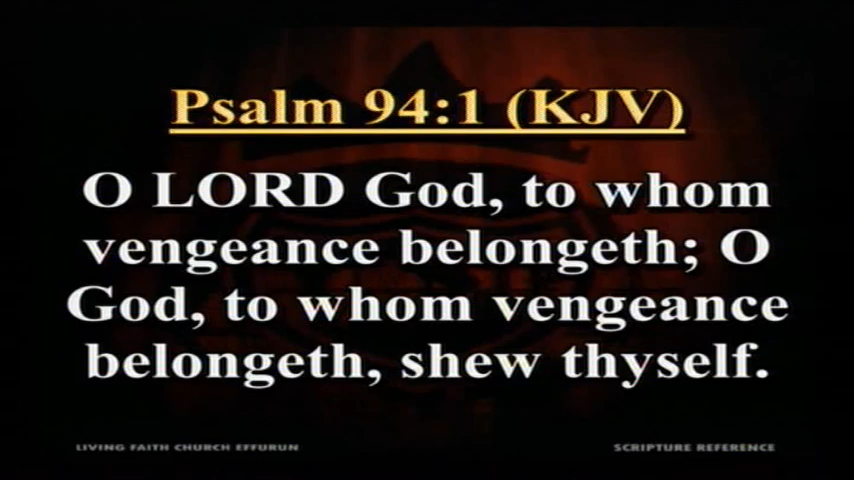 Psalm 94:1 (KJV)
O LORD God, to whom
vengeance belongeth; O
God, to whom vengeance
belongeth, shew thyself.
LIVING FAITH CHURCH EFFURUN
SCRIPTURE REFERENCE